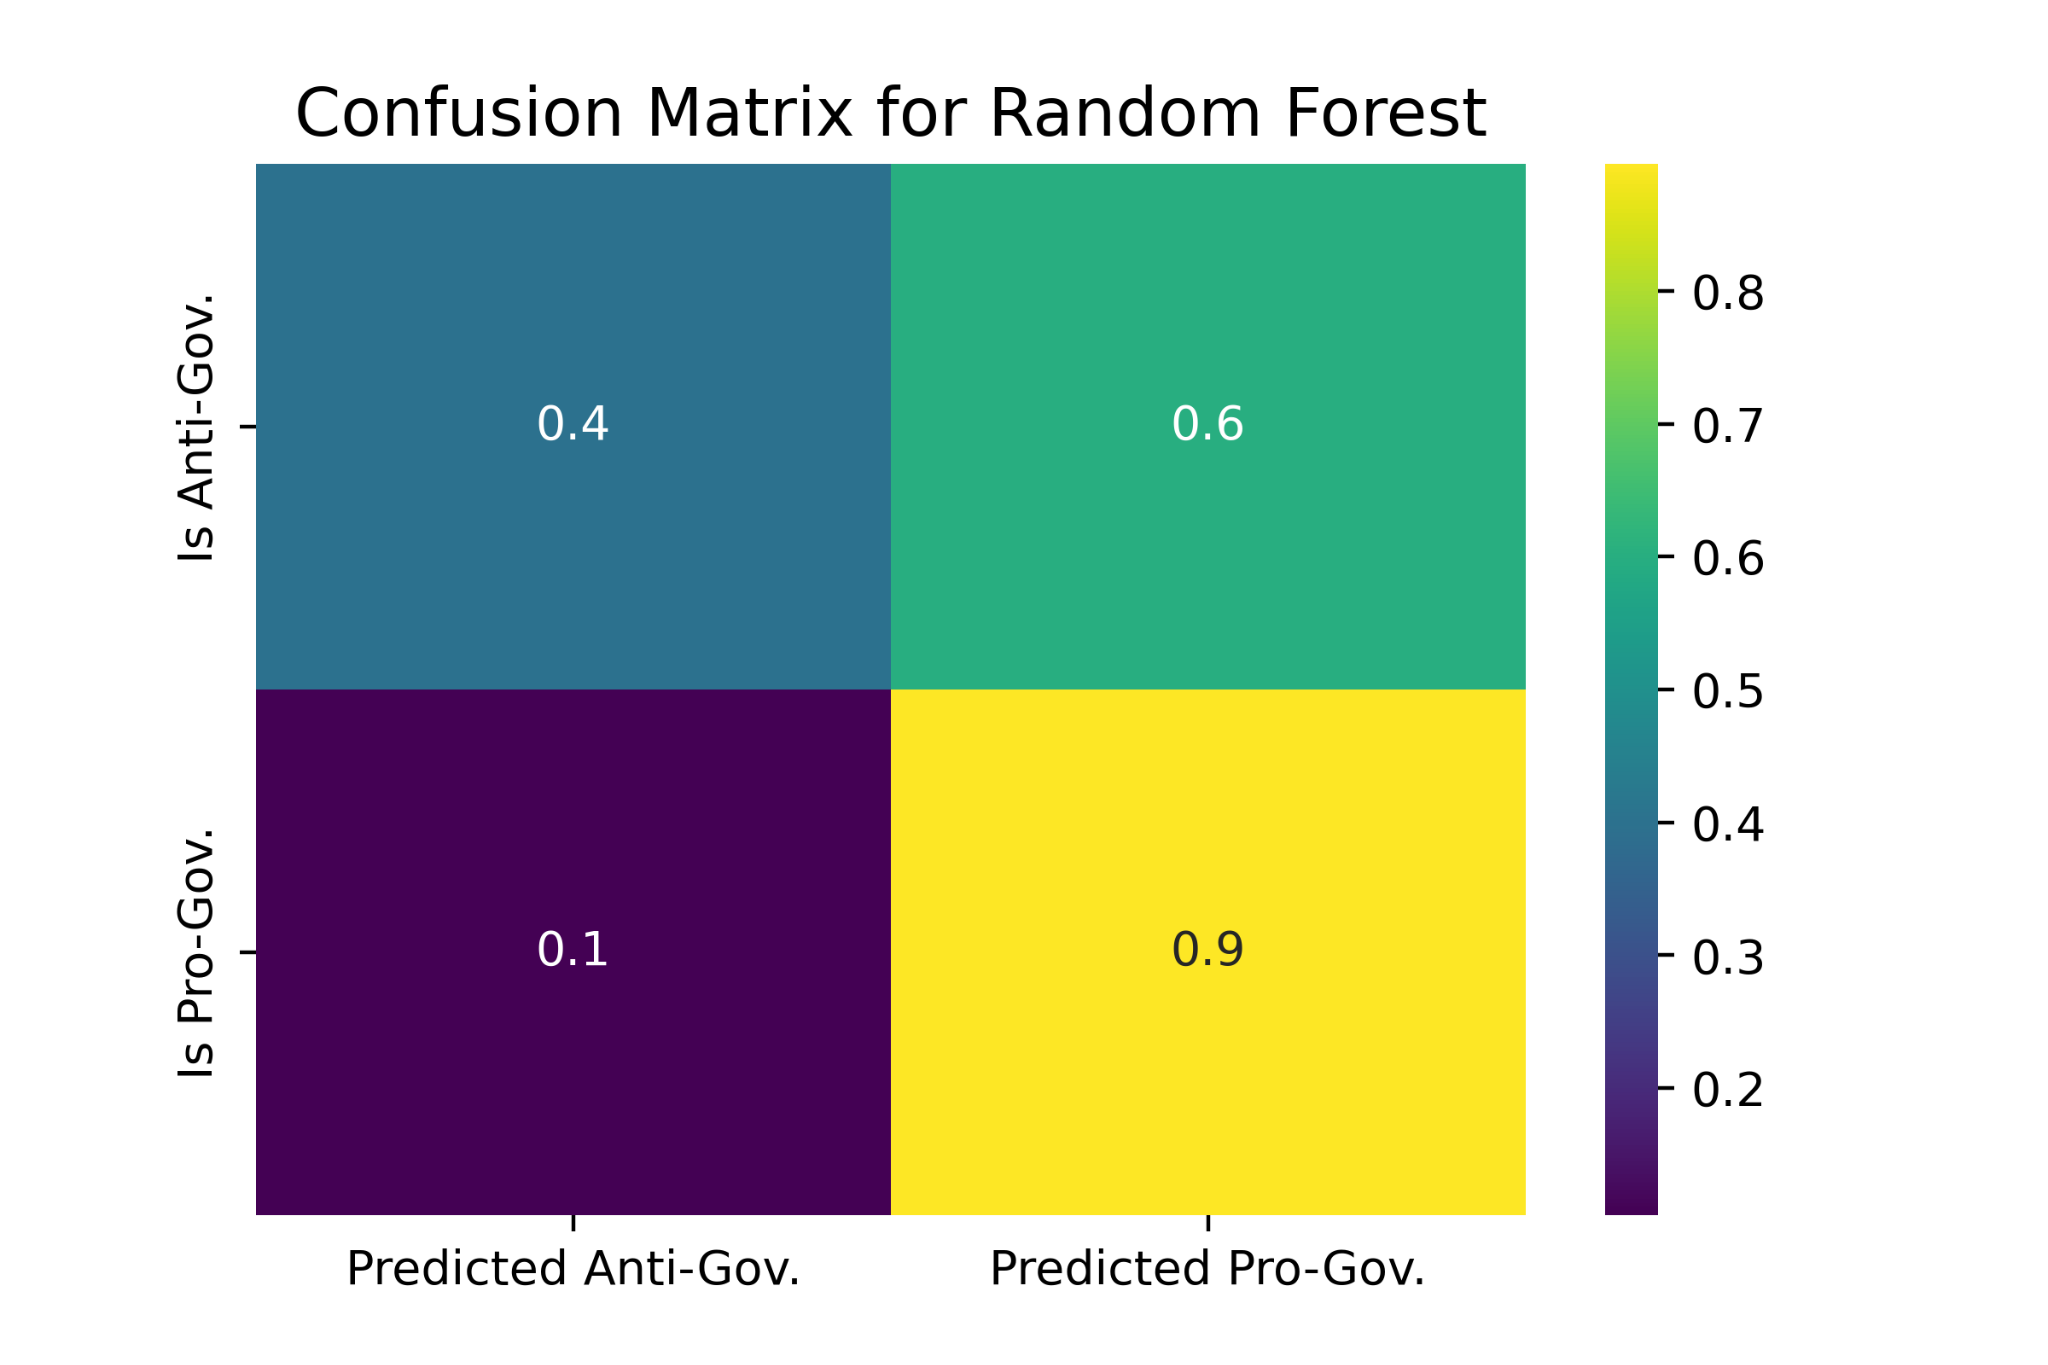 Confusion Matrix for Random Forest
Is Anti-Gov.
0.4
0.6
Is Pro-Gov.
0.1
0.9
Predicted Anti-Gov.
Predicted Pro-Gov.
0.8
0.7
0.6
0.5
0.4
0.3
0.2